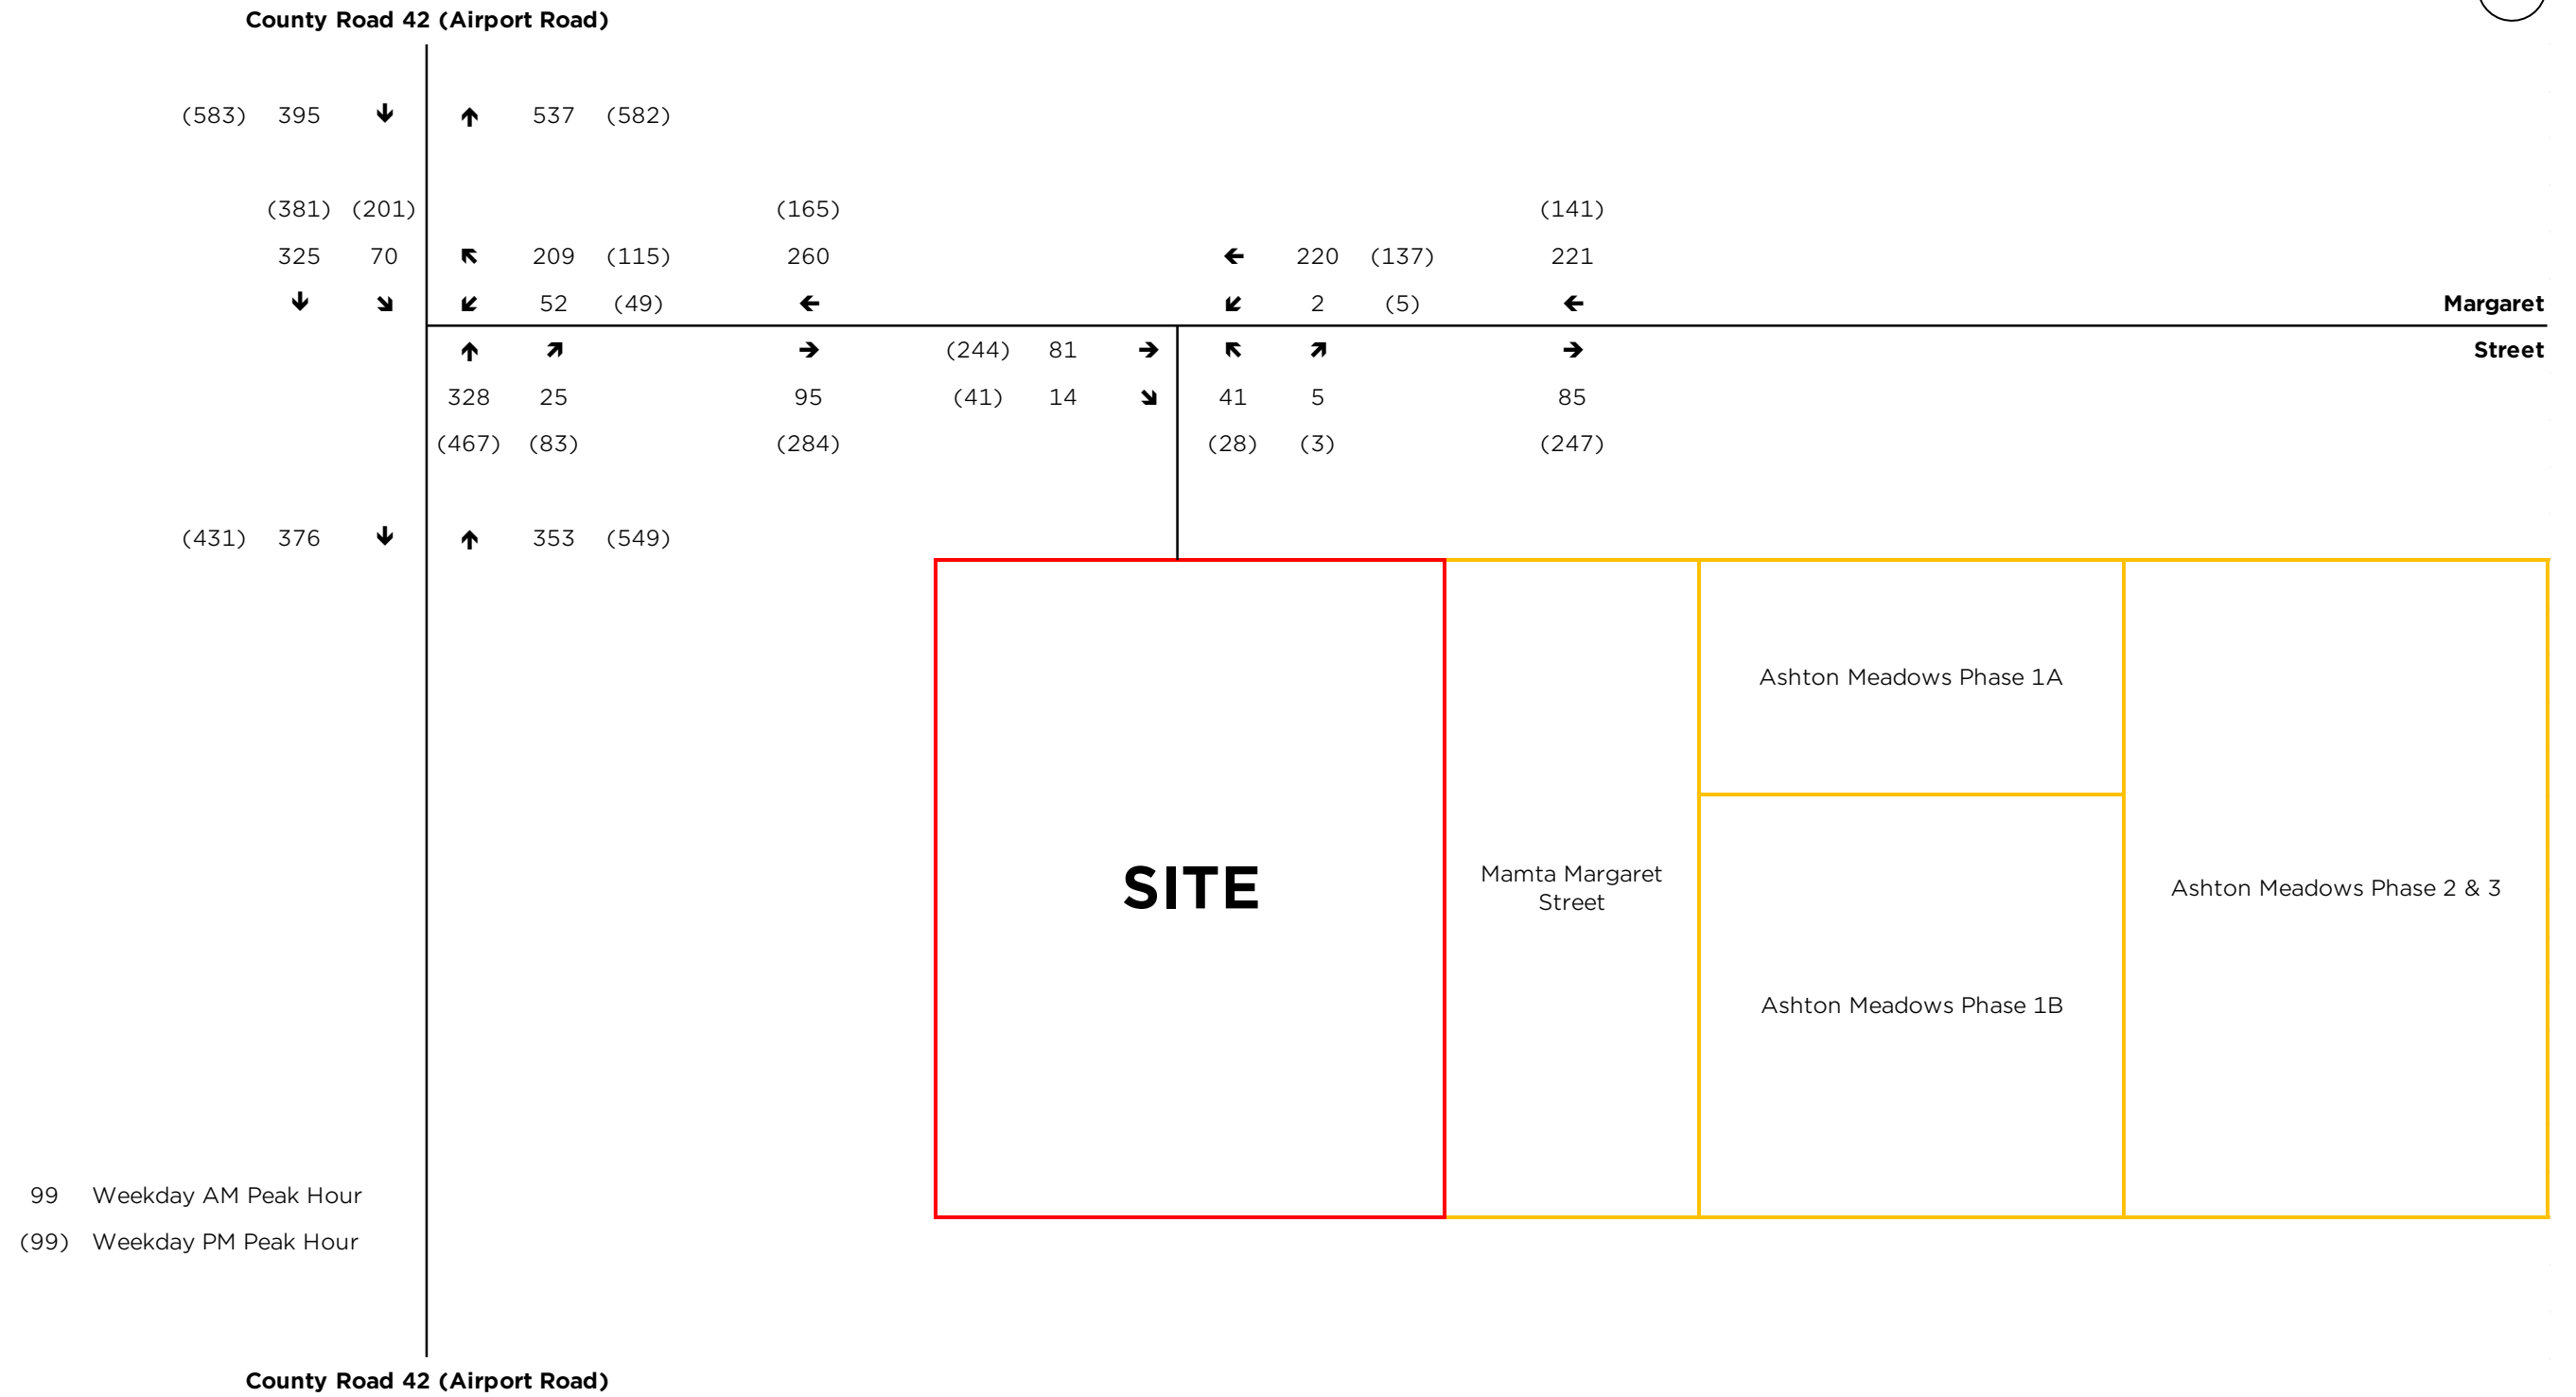 County Road 42 (Airport Road)
(583) 395 537 (582)
(381) (201) (165) (141)
325 70 209 (115) 260 220 (137) 221
52 (49) 2 (5) Margaret
(244) 81 Street
328 25 95 (41) 14 41 5 85
(467) (83) (284) (28) (3) (247)
(431) 376 353 (549)
Ashton Meadows Phase 1A
SITE
Mamta Margaret
Street
Ashton Meadows Phase 2 & 3
Ashton Meadows Phase 1B
99 Weekday AM Peak Hour
(99) Weekday PM Peak Hour
County Road 42 (Airport Road)